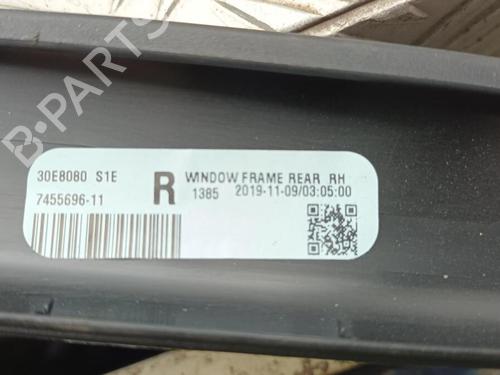 B-PARTS
30E8080 S1E
7455696-11
R
WINDOW FRAME REAR RH
1385 2019-11-09/03:05:00